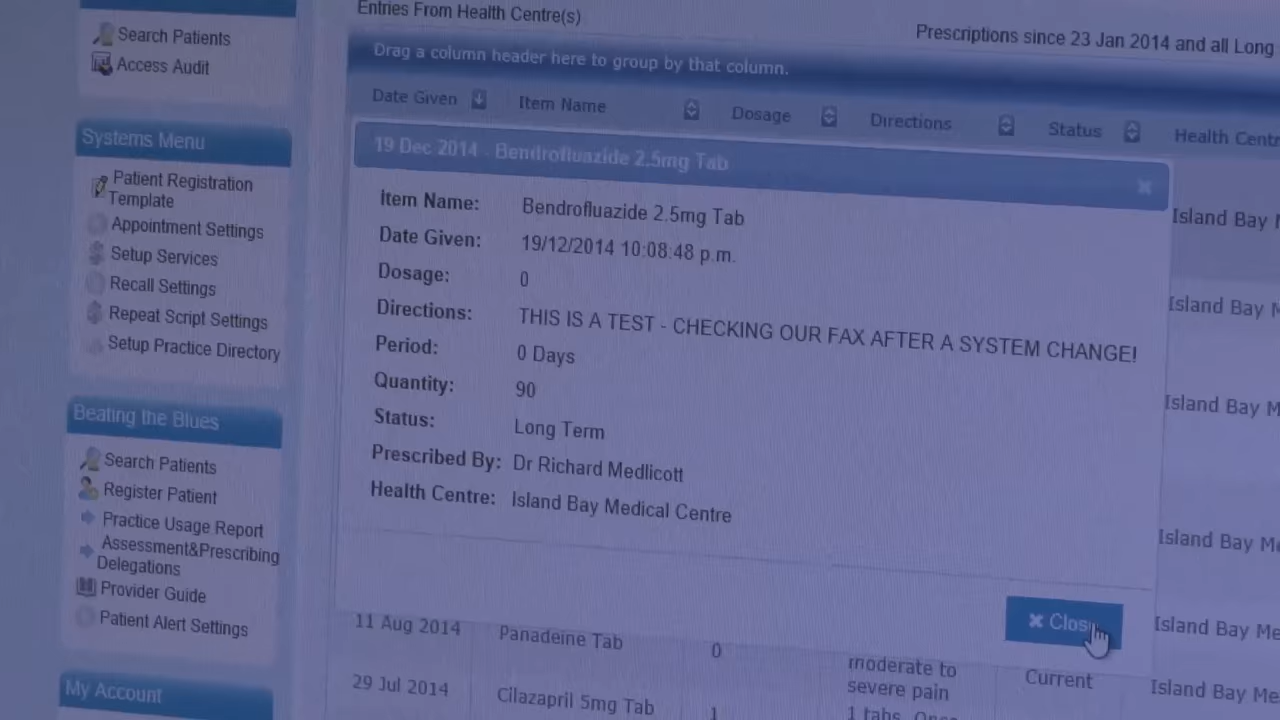 Search Patients
Access Audit
Systems Menu
Patient Registration
Template
Appointment Settings
Setup Services
Recall Settings
Repeat Script Settings
Setup Practice Directory
Beating the Blues
Search Patients
Register Patient
Practice Usage Report
Assessment&Prescribing
Delegations
Provider Guide
Patient Alert Settings
My Account
Entries From Health Centre(s)
Prescriptions since 23 Jan 2014 and all Long
Drag a column header here to group by that column.
Date Given Item Name Dosage Directions Status Health Centr
19 Dec 2014 - Bendrofluazide 2.5mg Tab
Item Name: Bendrofluazide 2.5mg Tab
Date Given: 19/12/2014 10:08:48 p.m.
Dosage: 0
Directions: THIS IS A TEST - CHECKING OUR FAX AFTER A SYSTEM CHANGE!
Period: 0 Days
Quantity: 90
Status: Long Term
Prescribed By: Dr Richard Medlicott
Health Centre: Island Bay Medical Centre
Close
Island Bay M
Island Bay M
Island Bay M
Island Bay Me
11 Aug 2014 Panadeine Tab 0 moderate to severe pain Current Island Bay Me
29 Jul 2014 Cilazapril 5mg Tab 1 1 tabs, Once Island Bay Me